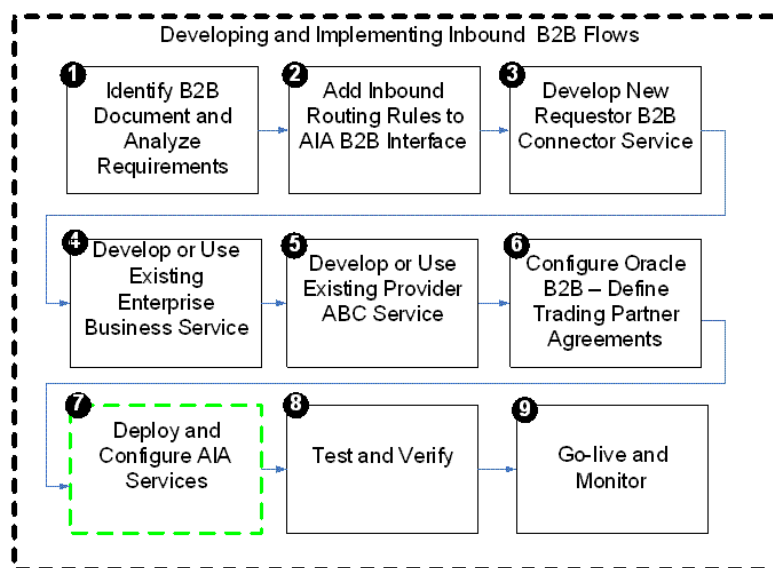 Developing and Implementing Inbound B2B Flows
1
Identify B2B
Document and
Analyze
Requirements
2
Add Inbound
Routing Rules to
AIA B2B Interface
3
Develop New
Requestor B2B
Connector Service
4
Develop or Use
Existing
Enterprise
Business Service
5
Develop or Use
Existing Provider
ABC Service
6
Configure Oracle
B2B – Define
Trading Partner
Agreements
7
Deploy and
Configure AIA
Services
8
Test and Verify
9
Go-live and
Monitor